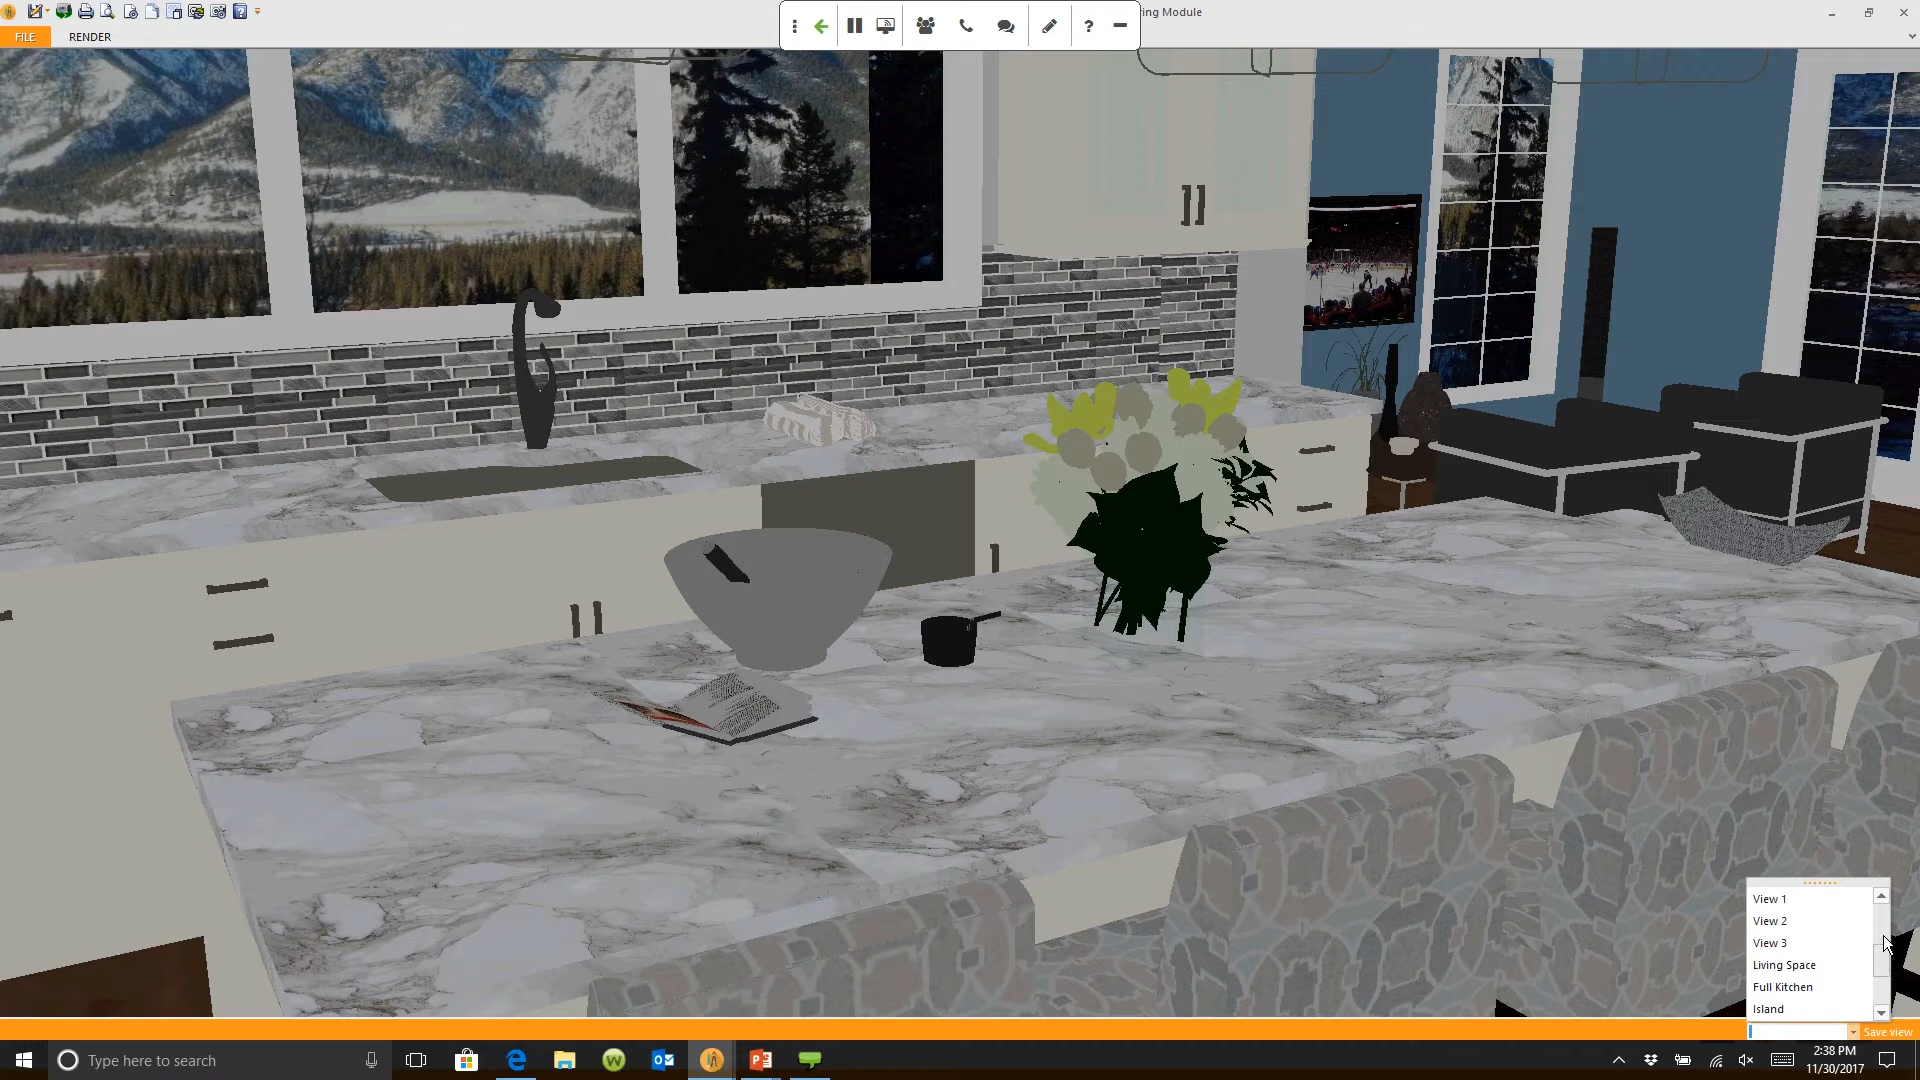 ring Module
FILE
RENDER
?
View 1
View 2
View 3
Living Space
Full Kitchen
Island
Save view
Type here to search
2:38 PM
11/30/2017